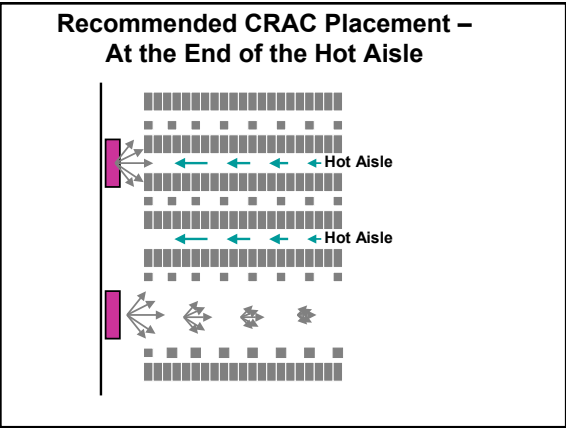 Recommended CRAC Placement –
At the End of the Hot Aisle
Hot Aisle
Hot Aisle